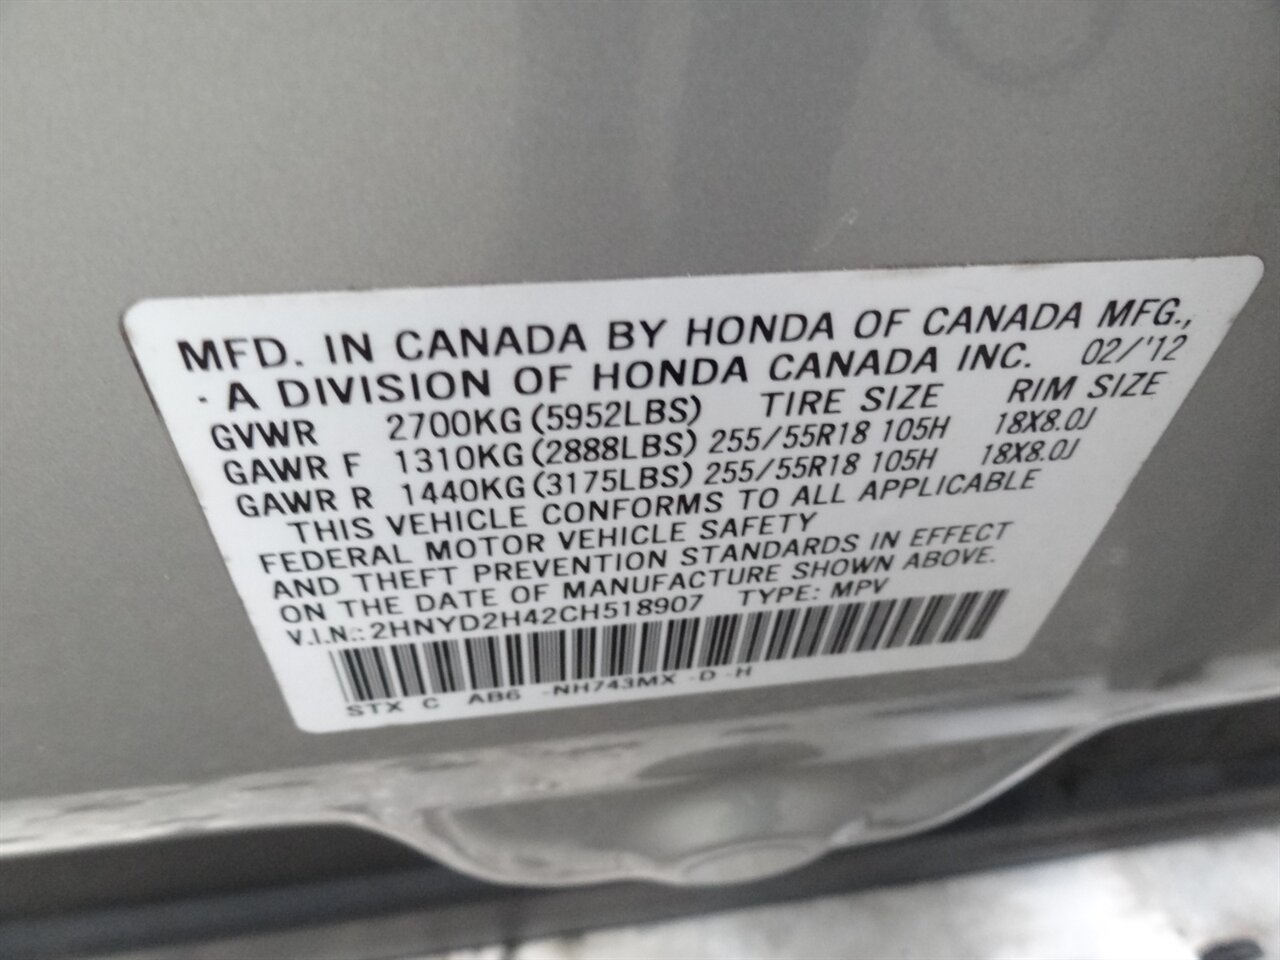 MFD. IN CANADA BY HONDA OF CANADA MFG.,
· A DIVISION OF HONDA CANADA INC. 02/'12
GVWR 2700KG (5952LBS) TIRE SIZE RIM SIZE
GAWR F 1310KG (2888LBS) 255/55R18 105H 18X8.0J
GAWR R 1440KG (3175LBS) 255/55R18 105H 18X8.0J
THIS VEHICLE CONFORMS TO ALL APPLICABLE
FEDERAL MOTOR VEHICLE SAFETY
AND THEFT PREVENTION STANDARDS IN EFFECT
ON THE DATE OF MANUFACTURE SHOWN ABOVE.
V.I.N.: 2HNYD2H42CH518907 TYPE: MPV
STX C AB6 -NH743MX -D -H